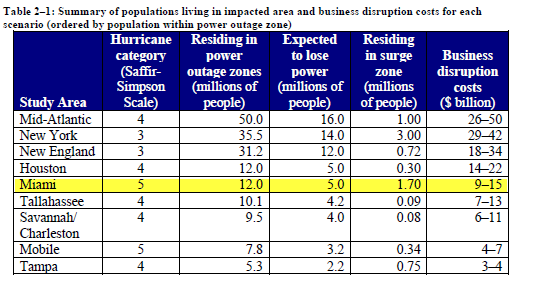 Table 2–1: Summary of populations living in impacted area and business disruption costs for each
scenario (ordered by population within power outage zone)
Study Area | Hurricane category (Saffir-Simpson Scale) | Residing in power outage zones (millions of people) | Expected to lose power (millions of people) | Residing in surge zone (millions of people) | Business disruption costs ($ billion)
Mid-Atlantic 4 50.0 16.0 1.00 26–50
New York 3 35.5 14.0 3.00 29–42
New England 3 31.2 12.0 0.72 18–34
Houston 4 12.0 5.0 0.30 14–22
Miami 5 12.0 5.0 1.70 9–15
Tallahassee 4 10.1 4.2 0.09 7–13
Savannah/ 4 9.5 4.0 0.08 6–11
Charleston
Mobile 5 7.8 3.2 0.34 4–7
Tampa 4 5.3 2.2 0.75 3–4